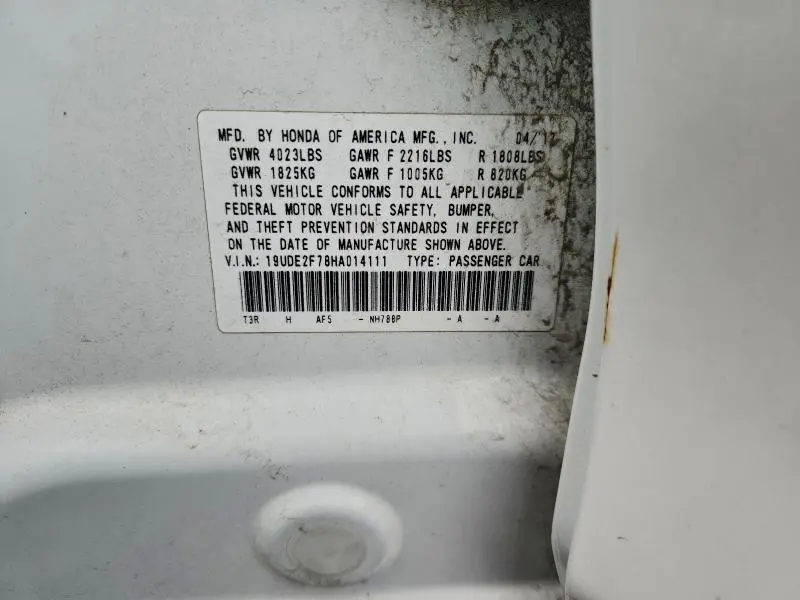 MFD. BY HONDA OF AMERICA MFG., INC. 04/17
GVWR 4023LBS GAWR F 2216LBS R 1808LBS
GVWR 1825KG GAWR F 1005KG R 820KG
THIS VEHICLE CONFORMS TO ALL APPLICABLE
FEDERAL MOTOR VEHICLE SAFETY, BUMPER,
AND THEFT PREVENTION STANDARDS IN EFFECT
ON THE DATE OF MANUFACTURE SHOWN ABOVE.
V.I.N.: 19UDE2F78HA014111 TYPE: PASSENGER CAR
T3R H AF5 - NH788P - A - A